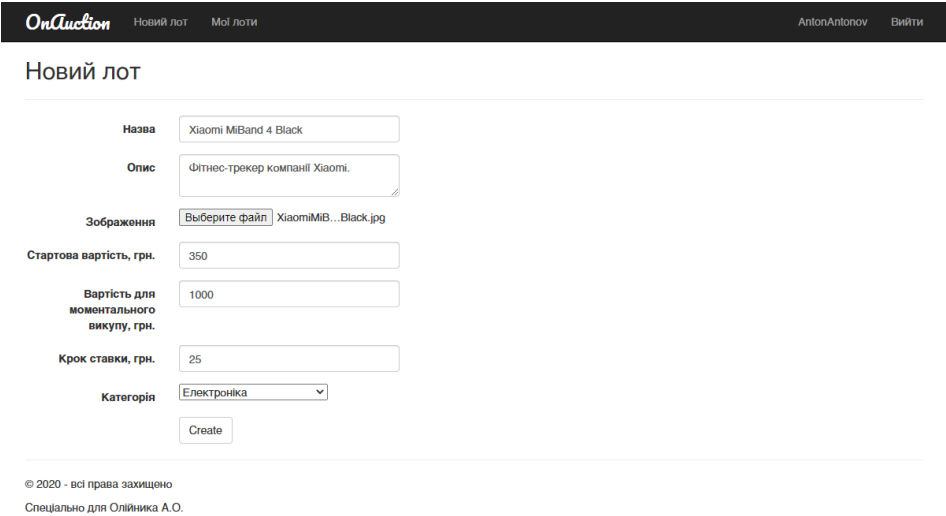 OnAuction Новий лот Мої лоти AntonAntonov Вийти
Новий лот
Назва Xiaomi MiBand 4 Black
Опис Фітнес-трекер компанії Xiaomi.
Зображення Выберите файл XiaomiMiB…Black.jpg
Стартова вартість, грн. 350
Вартість для 1000
моментального
викупу, грн.
Крок ставки, грн. 25
Категорія Електроніка
Create
© 2020 - всі права захищено
Спеціально для Олійника А.О.